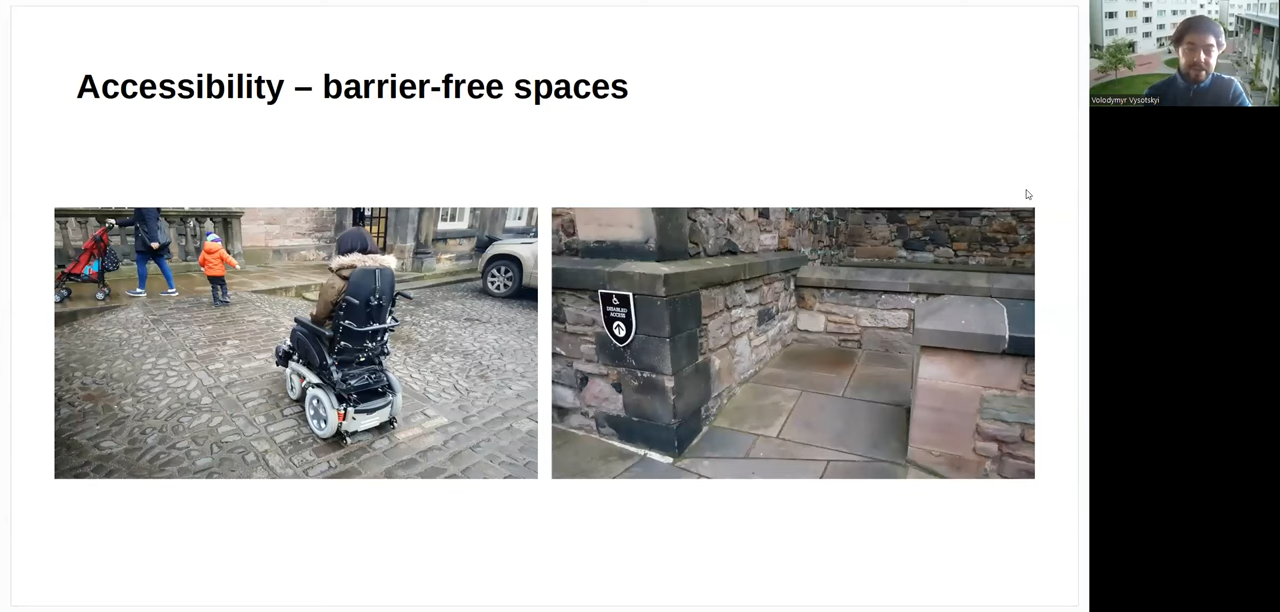 Accessibility – barrier-free spaces
DISABLED
ACCESS
Volodymyr Vysotskyi